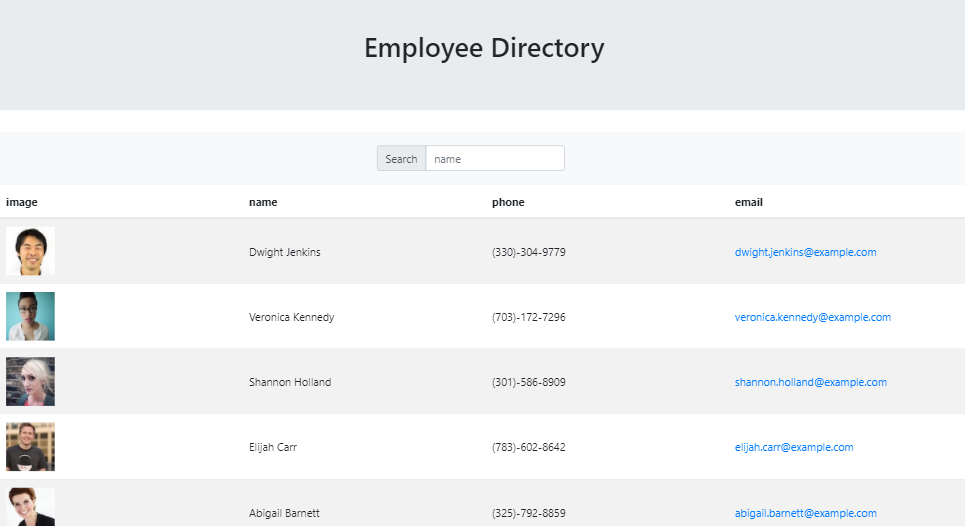 Employee Directory
Search name
image name phone email
Dwight Jenkins (330)-304-9779 dwight.jenkins@example.com
Veronica Kennedy (703)-172-7296 veronica.kennedy@example.com
Shannon Holland (301)-586-8909 shannon.holland@example.com
Elijah Carr (783)-602-8642 elijah.carr@example.com
Abigail Barnett (325)-792-8859 abigail.barnett@example.com